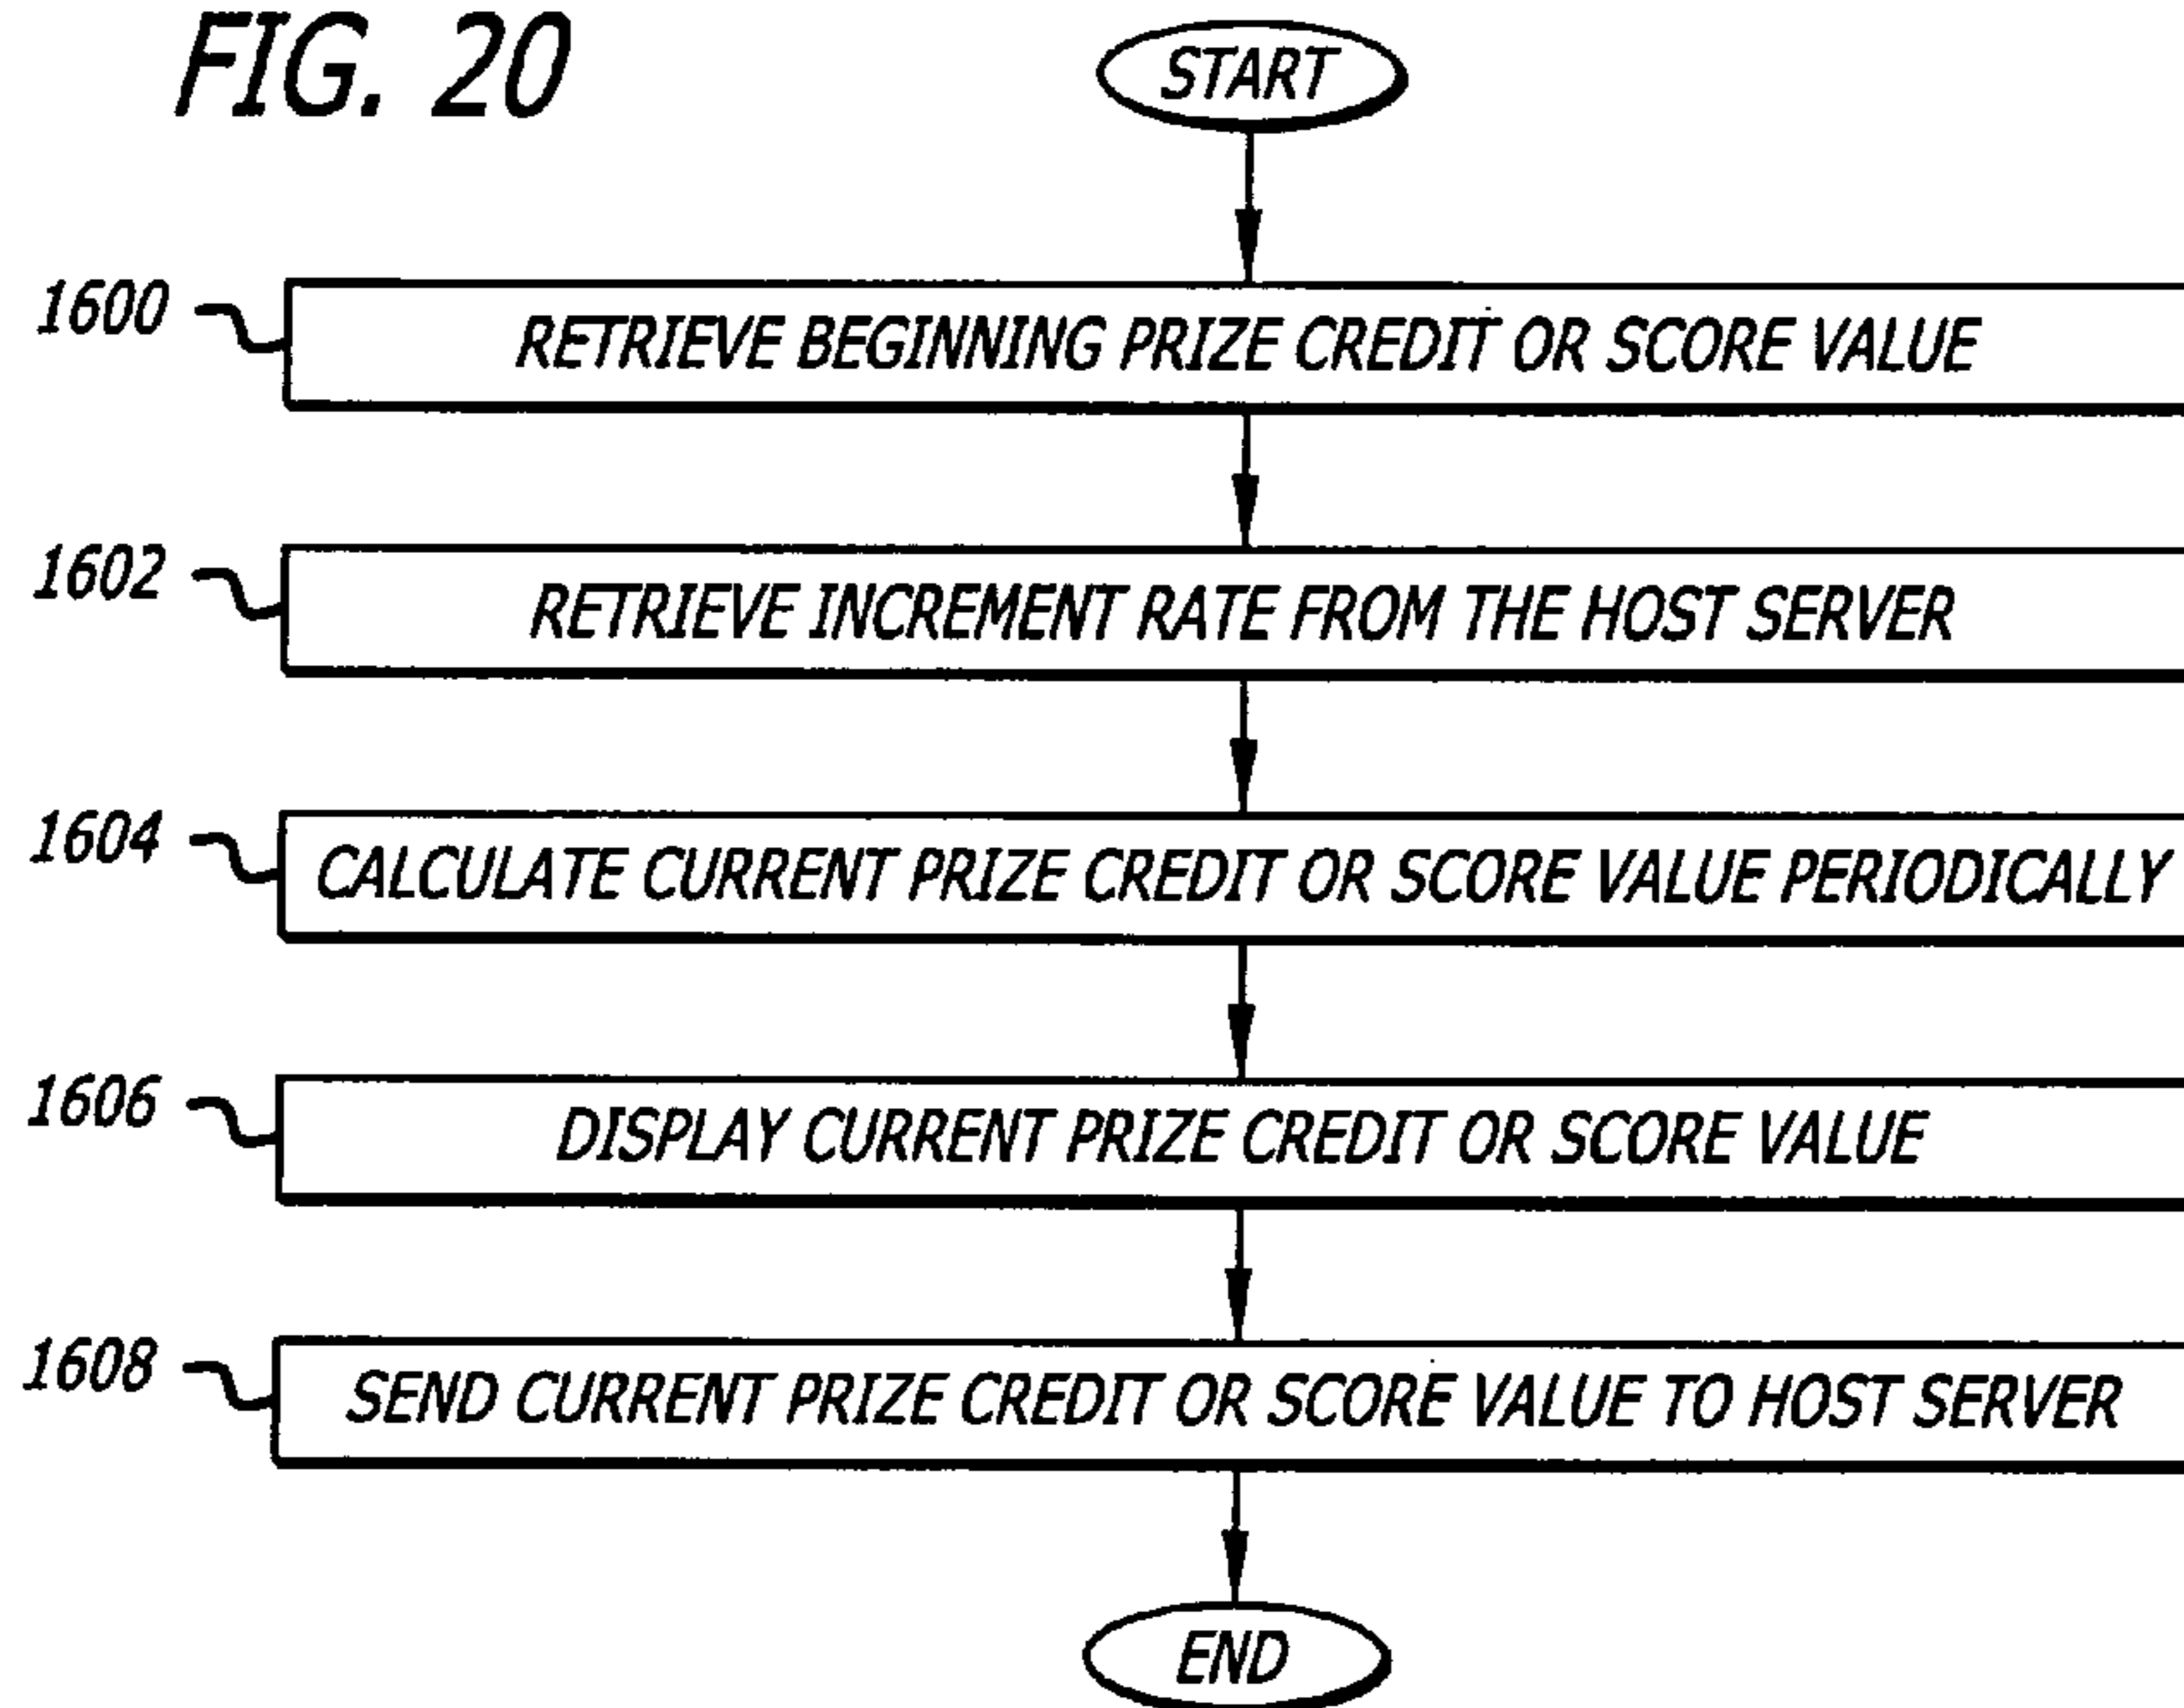 FIG. 20
START
1600
RETRIEVE BEGINNING PRIZE CREDIT OR SCORE VALUE
1602
RETRIEVE INCREMENT RATE FROM THE HOST SERVER
1604
CALCULATE CURRENT PRIZE CREDIT OR SCORE VALUE PERIODICALLY
1606
DISPLAY CURRENT PRIZE CREDIT OR SCORE VALUE
1608
SEND CURRENT PRIZE CREDIT OR SCORE VALUE TO HOST SERVER
END